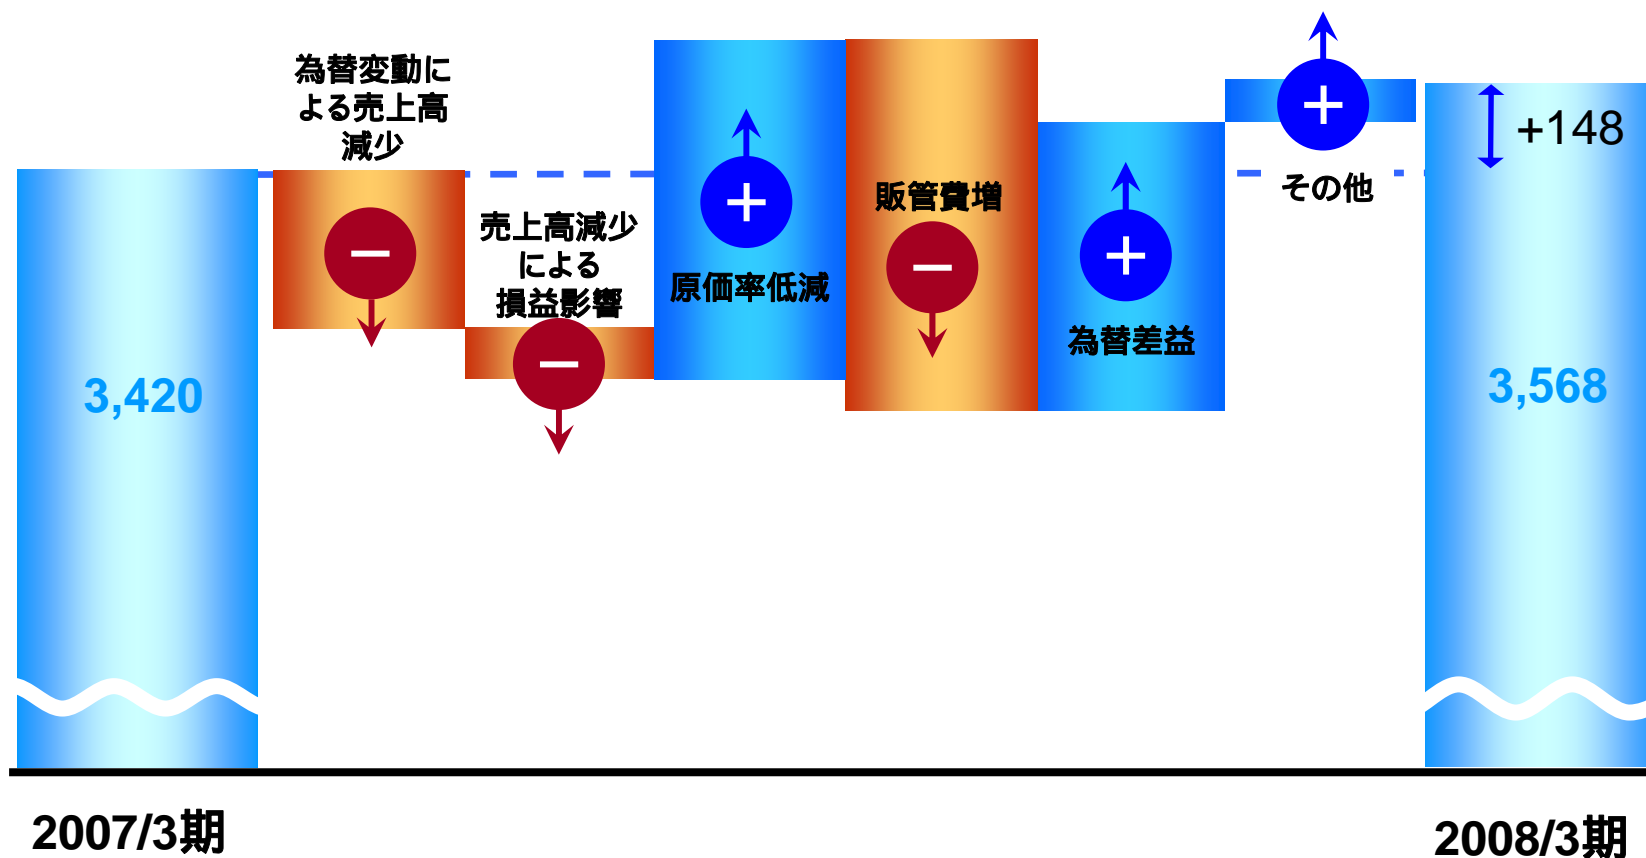 為替変動に
よる売上高
減少
売上高減少
による
損益影響
原価率低減
販管費増
為替差益
その他
+148
3,420
3,568
2007/3期
2008/3期